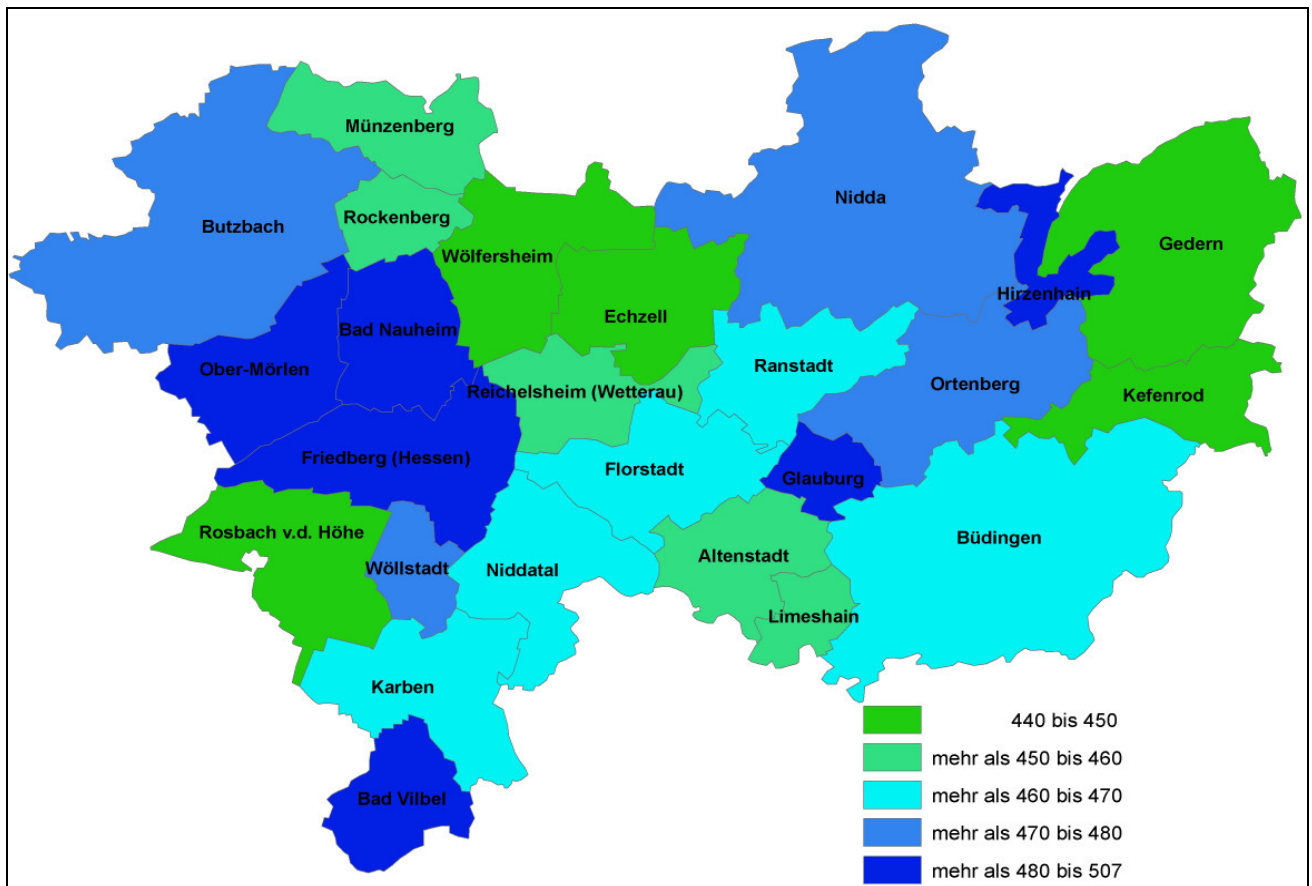 Münzenberg
Nidda
Rockenberg
Butzbach
Gedern
Wölfersheim
Hirzenhain
Echzell
Bad Nauheim
Ranstadt
Ober-Mörlen
Ortenberg
Reichelsheim (Wetterau)
Kefenrod
Friedberg (Hessen)
Florstadt
Glauburg
Rosbach v.d. Höhe
Büdingen
Altenstadt
Wöllstadt
Niddatal
Limeshain
Karben
Bad Vilbel
440 bis 450
mehr als 450 bis 460
mehr als 460 bis 470
mehr als 470 bis 480
mehr als 480 bis 507